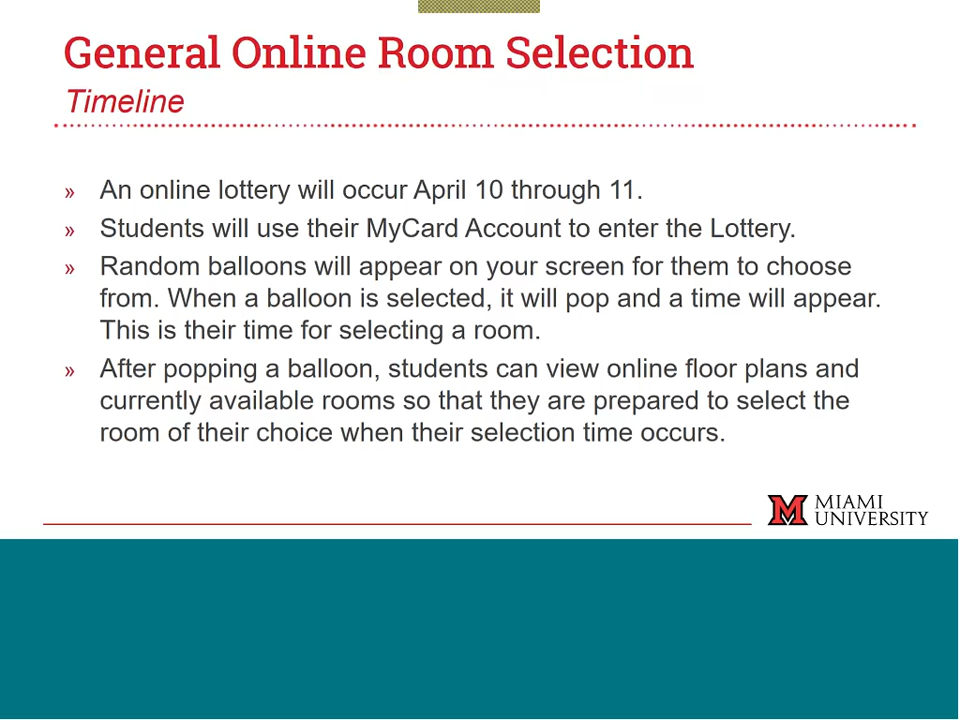 General Online Room Selection
Timeline
» An online lottery will occur April 10 through 11.
» Students will use their MyCard Account to enter the Lottery.
» Random balloons will appear on your screen for them to choose
from. When a balloon is selected, it will pop and a time will appear.
This is their time for selecting a room.
» After popping a balloon, students can view online floor plans and
currently available rooms so that they are prepared to select the
room of their choice when their selection time occurs.
M MIAMI
UNIVERSITY